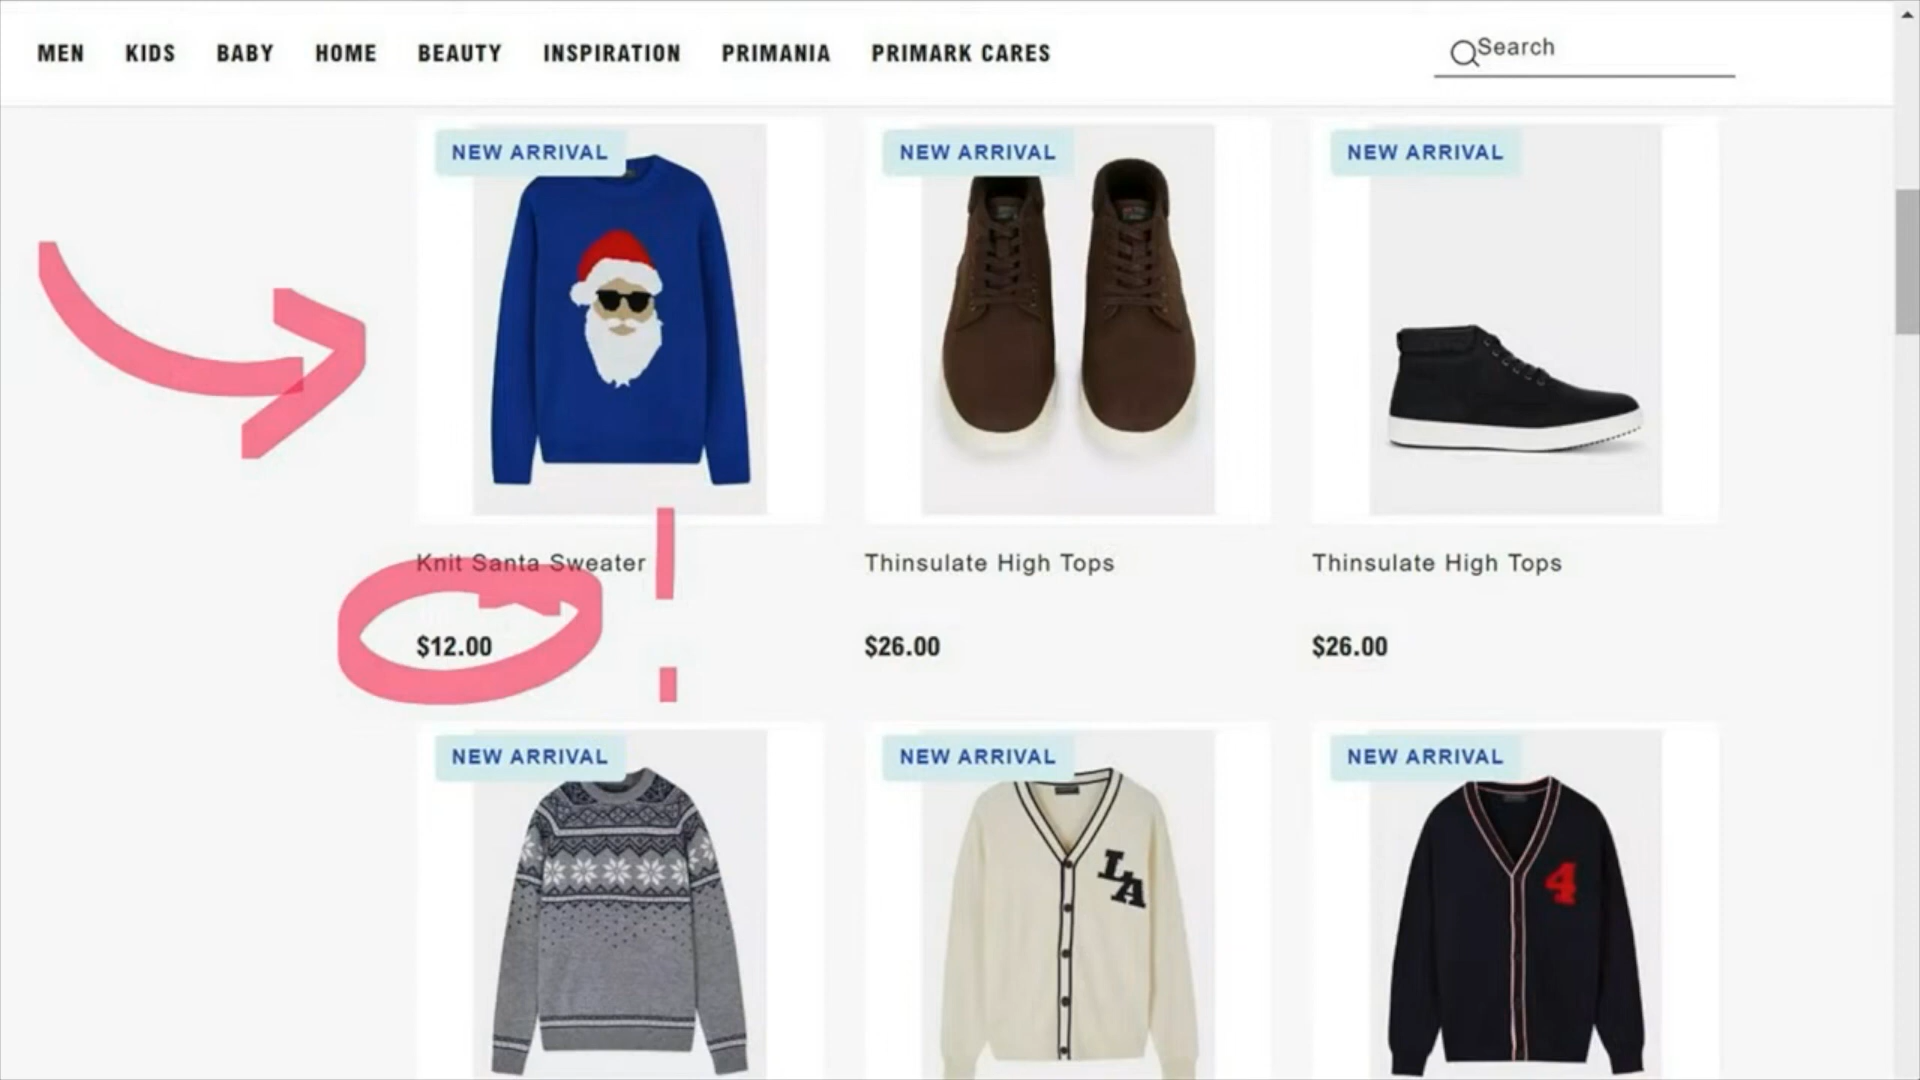 MEN KIDS BABY HOME BEAUTY INSPIRATION PRIMANIA PRIMARK CARES Search
NEW ARRIVAL NEW ARRIVAL NEW ARRIVAL
Knit Santa Sweater Thinsulate High Tops Thinsulate High Tops
$12.00 $26.00 $26.00
NEW ARRIVAL NEW ARRIVAL NEW ARRIVAL
LA 4